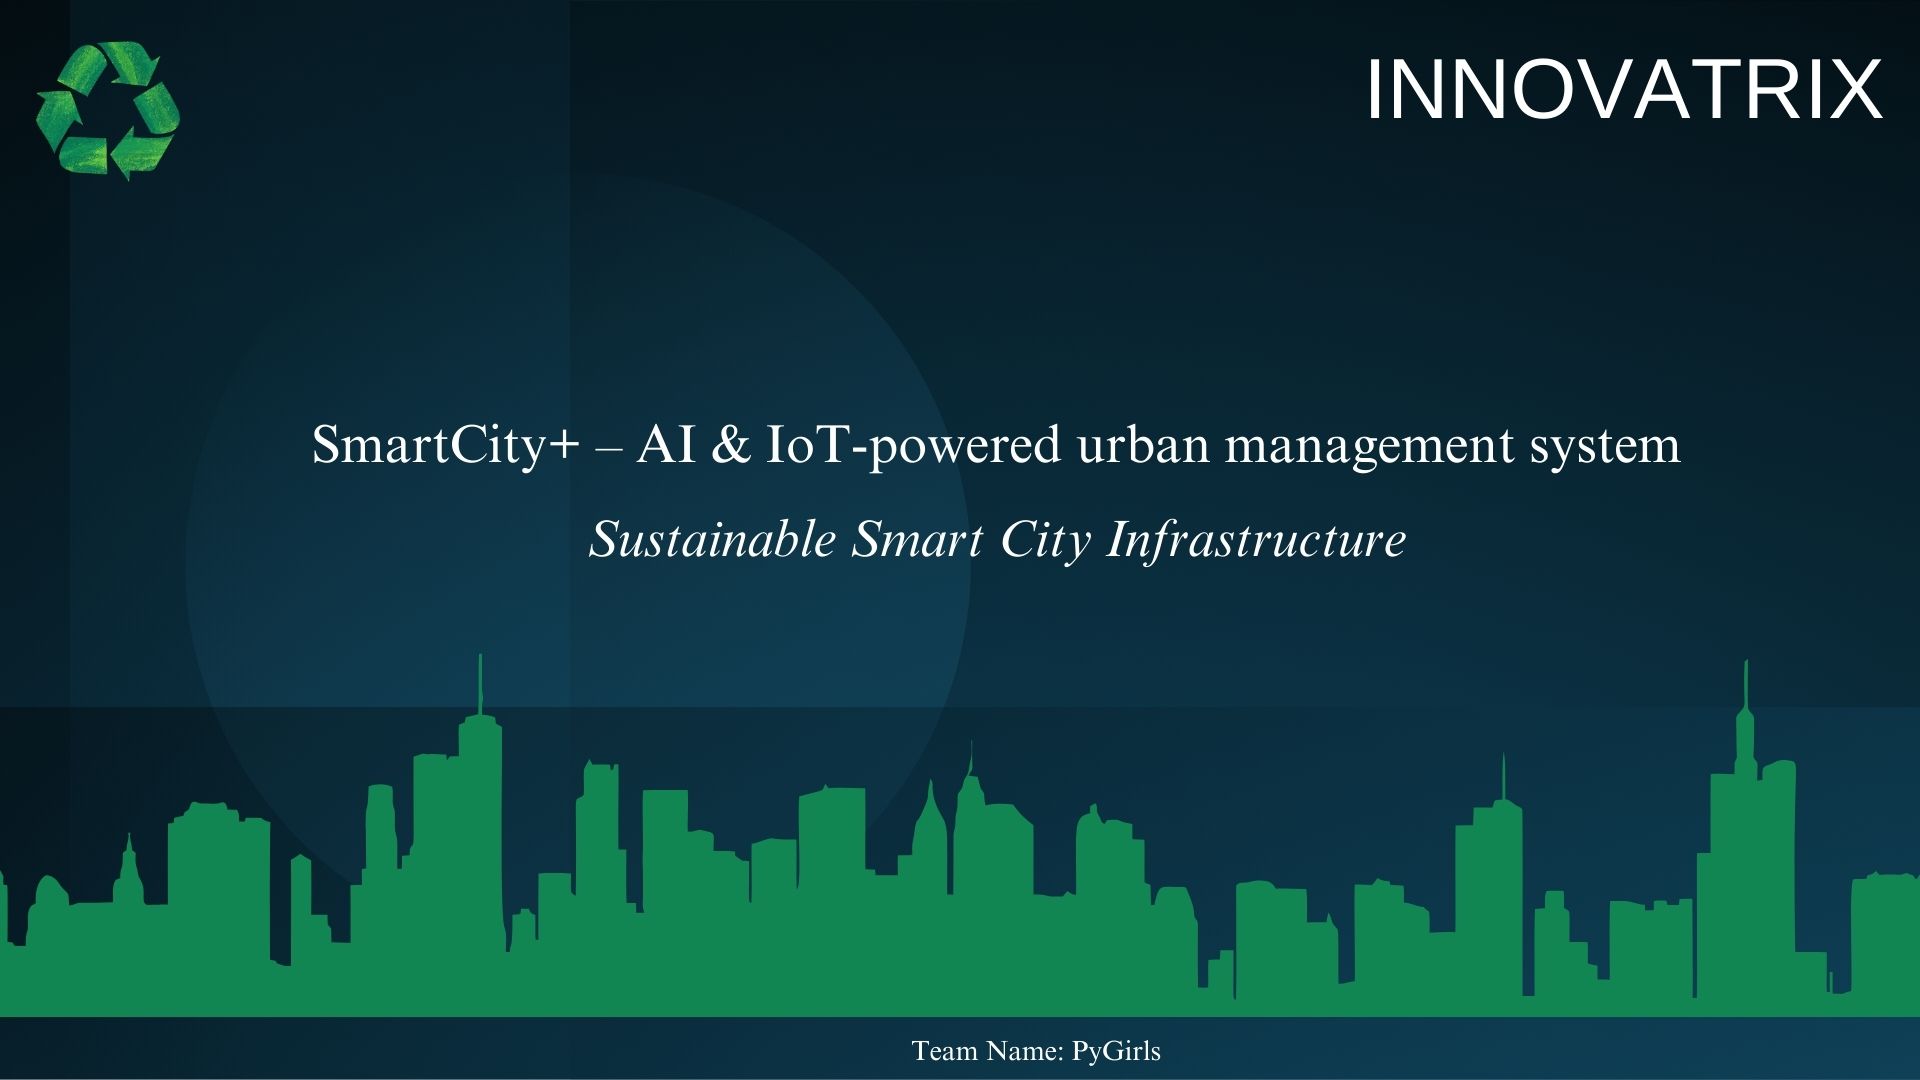 INNOVATRIX
SmartCity+ – AI & IoT-powered urban management system
Sustainable Smart City Infrastructure
Team Name: PyGirls